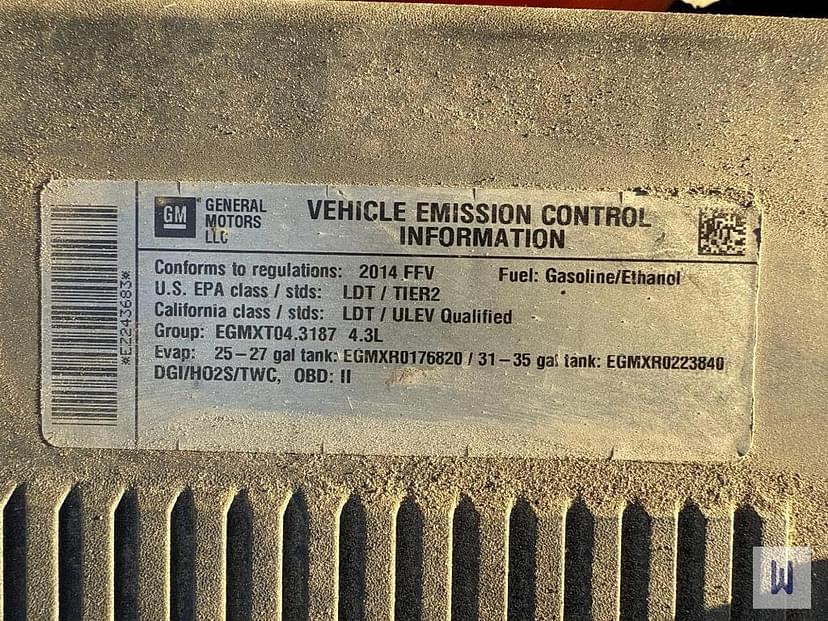 GM GENERAL MOTORS LLC
VEHICLE EMISSION CONTROL
INFORMATION
Conforms to regulations: 2014 FFV Fuel: Gasoline/Ethanol
U.S. EPA class / stds: LDT / TIER2
California class / stds: LDT / ULEV Qualified
Group: EGMXT04.3187 4.3L
Evap: 25-27 gal tank: EGMXR0176820 / 31-35 gal tank: EGMXR0223840
DGI/HO2S/TWC, OBD: II
*EZ243683*
W